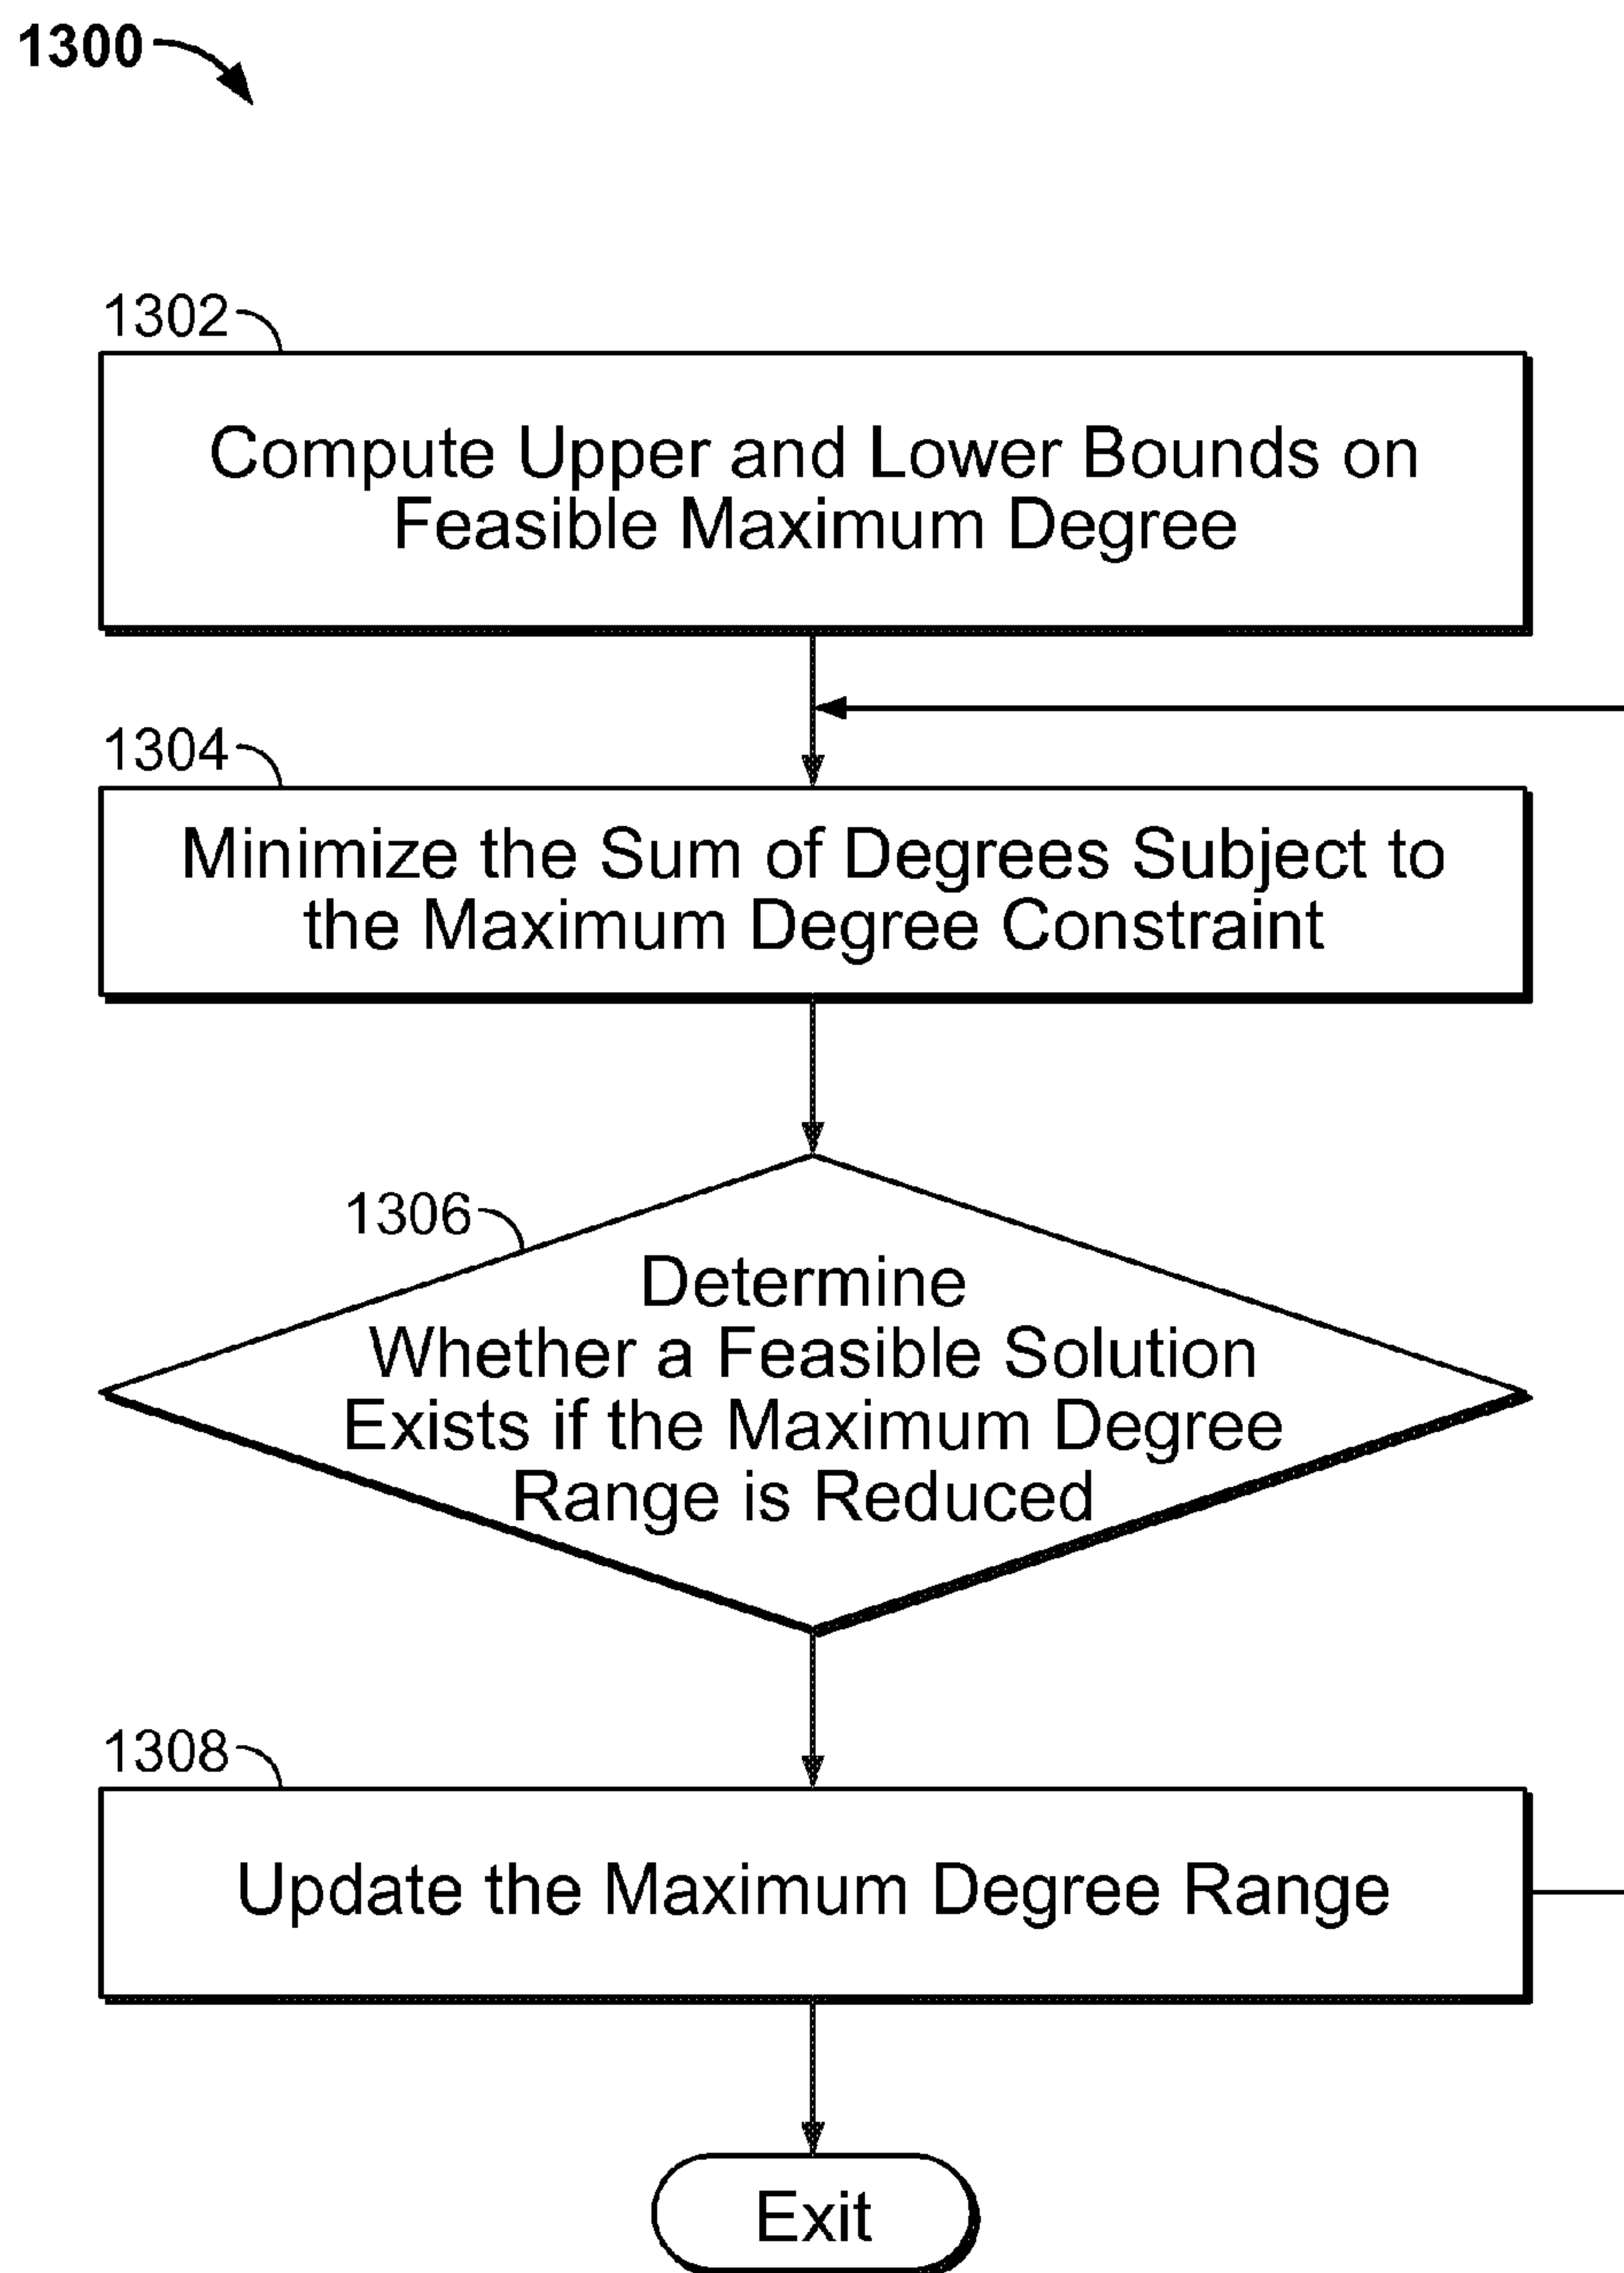 1300
1302
Compute Upper and Lower Bounds on
Feasible Maximum Degree
1304
Minimize the Sum of Degrees Subject to
the Maximum Degree Constraint
1306
Determine
Whether a Feasible Solution
Exists if the Maximum Degree
Range is Reduced
1308
Update the Maximum Degree Range
Exit